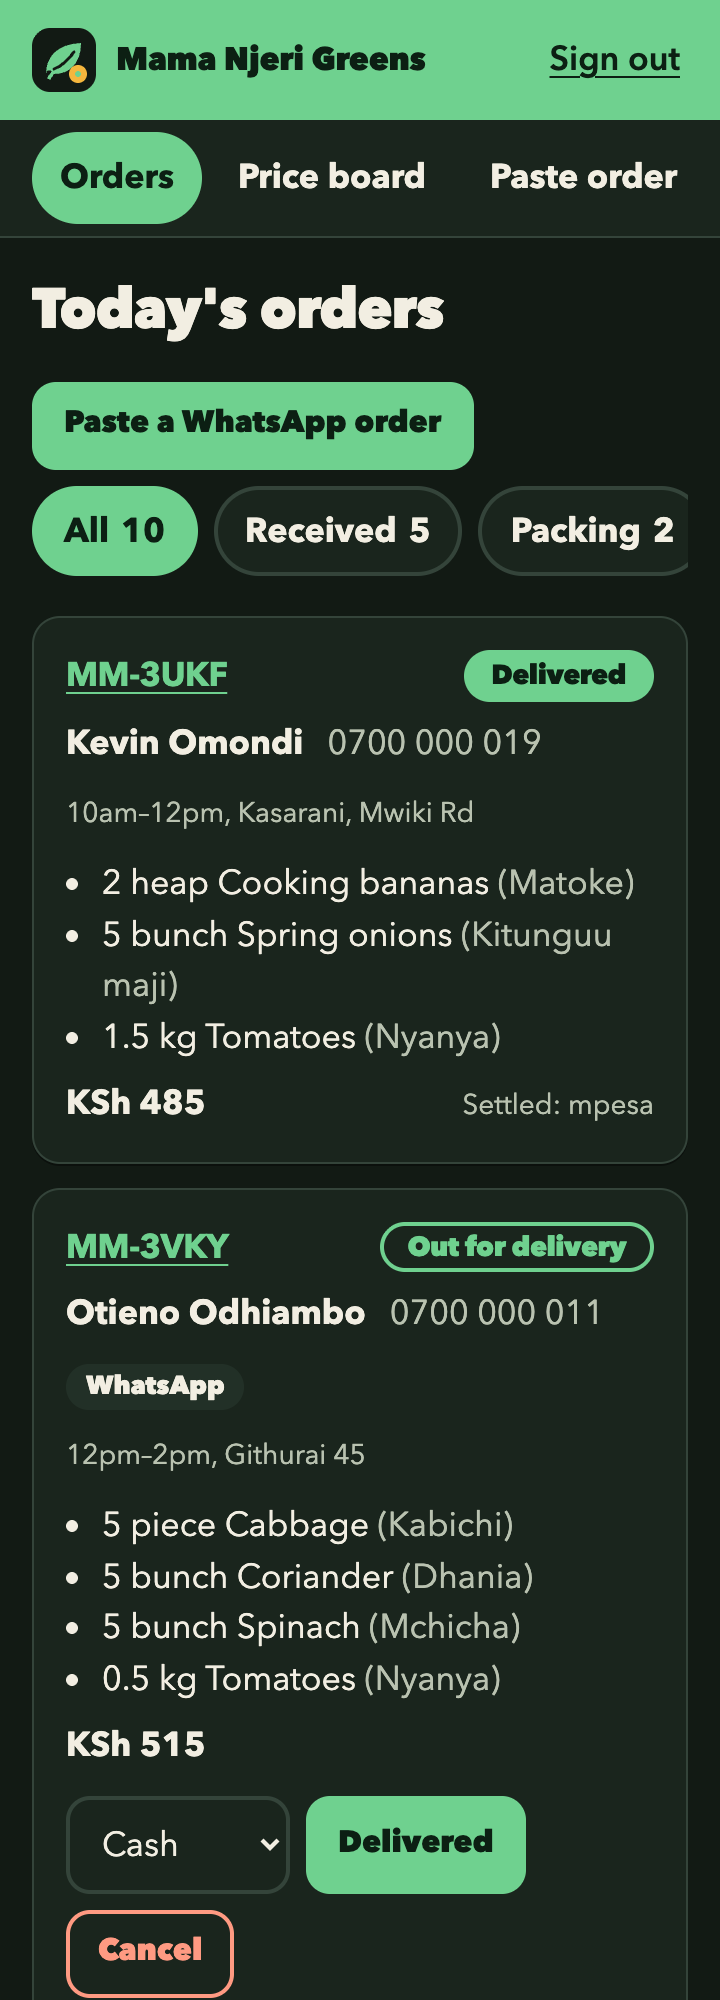 Mama Njeri Greens
Sign out
Orders
Price board
Paste order
Today's orders
Paste a WhatsApp order
All 10
Received 5
Packing 2
MM-3UKF
Delivered
Kevin Omondi 0700 000 019
10am–12pm, Kasarani, Mwiki Rd
2 heap Cooking bananas (Matoke)
5 bunch Spring onions (Kitunguu
maji)
1.5 kg Tomatoes (Nyanya)
KSh 485
Settled: mpesa
MM-3VKY
Out for delivery
Otieno Odhiambo 0700 000 011
WhatsApp
12pm–2pm, Githurai 45
5 piece Cabbage (Kabichi)
5 bunch Coriander (Dhania)
5 bunch Spinach (Mchicha)
0.5 kg Tomatoes (Nyanya)
KSh 515
Cash
Delivered
Cancel